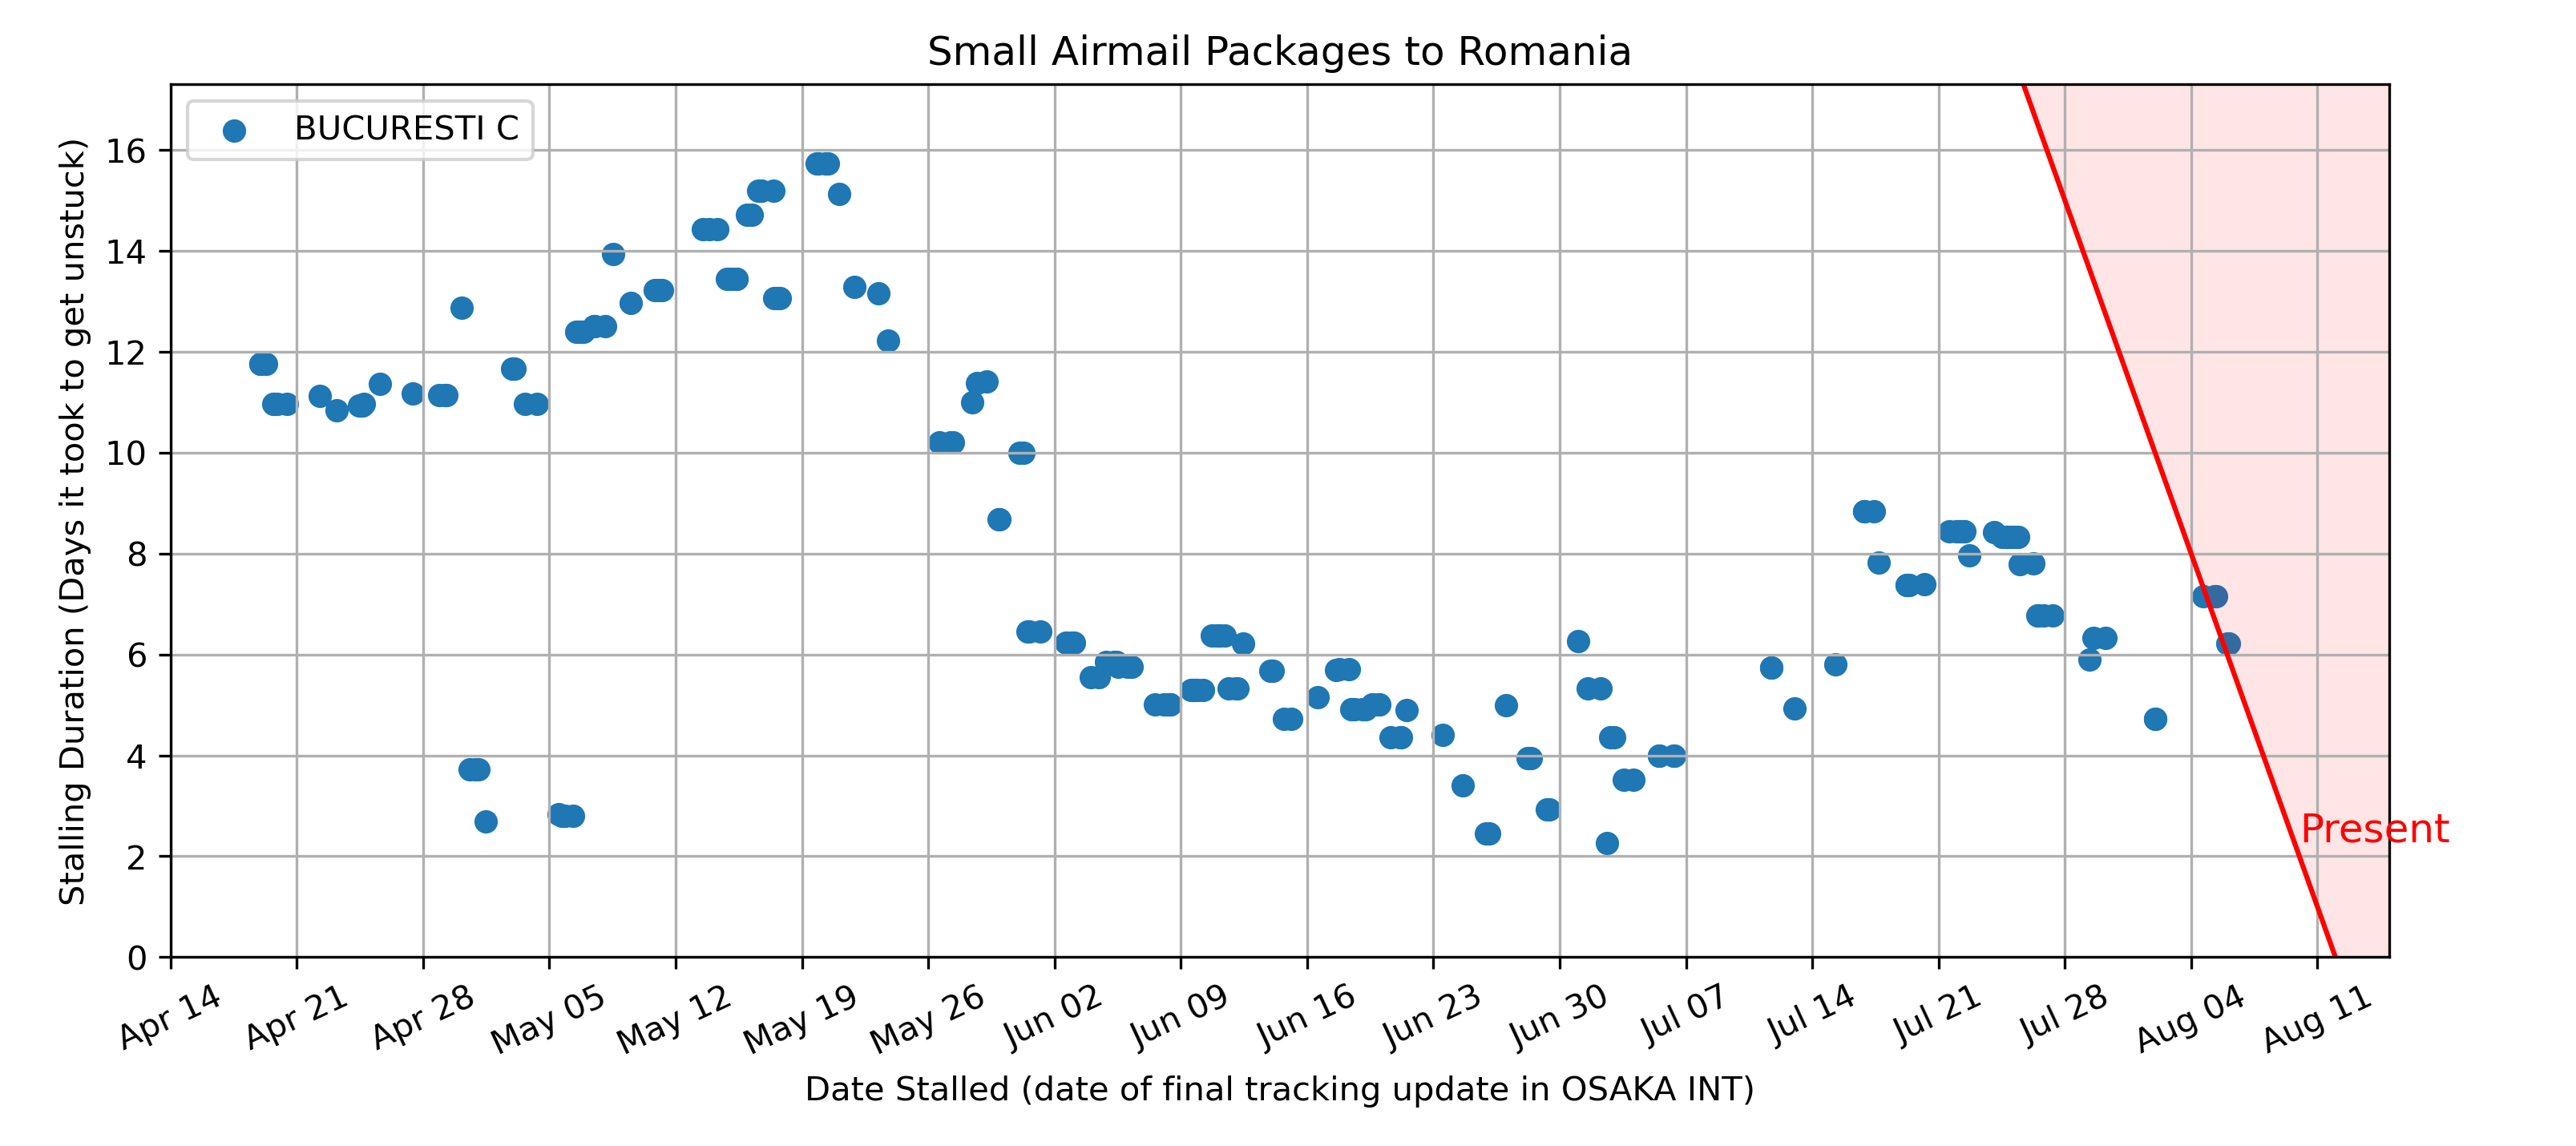 Small Airmail Packages to Romania
BUCURESTI C
Stalling Duration (Days it took to get unstuck)
16
14
12
10
8
6
4
2
0
Present
Apr 14 Apr 21 Apr 28 May 05 May 12 May 19 May 26 Jun 02 Jun 09 Jun 16 Jun 23 Jun 30 Jul 07 Jul 14 Jul 21 Jul 28 Aug 04 Aug 11
Date Stalled (date of final tracking update in OSAKA INT)